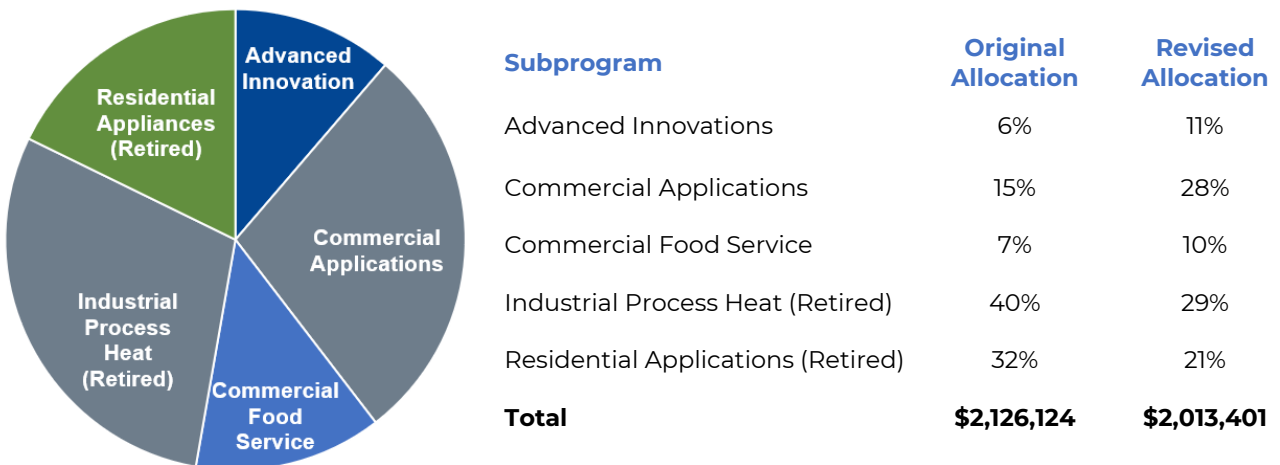 Advanced
Innovation
Residential
Appliances
(Retired)
Commercial
Applications
Industrial
Process
Heat
(Retired)
Commercial
Food
Service
Subprogram Original Allocation Revised Allocation
Advanced Innovations 6% 11%
Commercial Applications 15% 28%
Commercial Food Service 7% 10%
Industrial Process Heat (Retired) 40% 29%
Residential Applications (Retired) 32% 21%
Total $2,126,124 $2,013,401